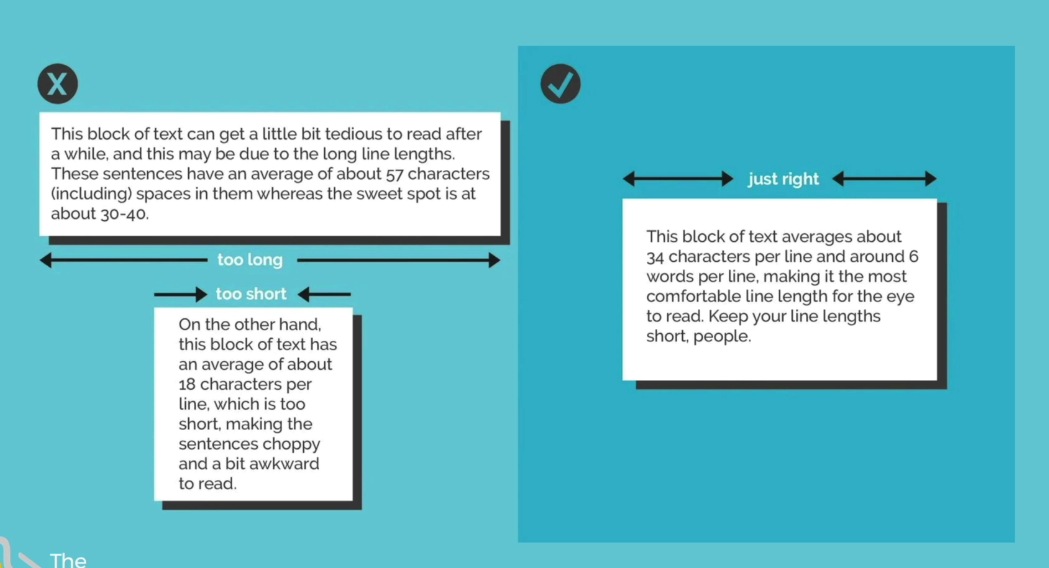 X
This block of text can get a little bit tedious to read after
a while, and this may be due to the long line lengths.
These sentences have an average of about 57 characters
(including) spaces in them whereas the sweet spot is at
about 30-40.
too long
too short
On the other hand,
this block of text has
an average of about
18 characters per
line, which is too
short, making the
sentences choppy
and a bit awkward
to read.
just right
This block of text averages about
34 characters per line and around 6
words per line, making it the most
comfortable line length for the eye
to read. Keep your line lengths
short, people.
The